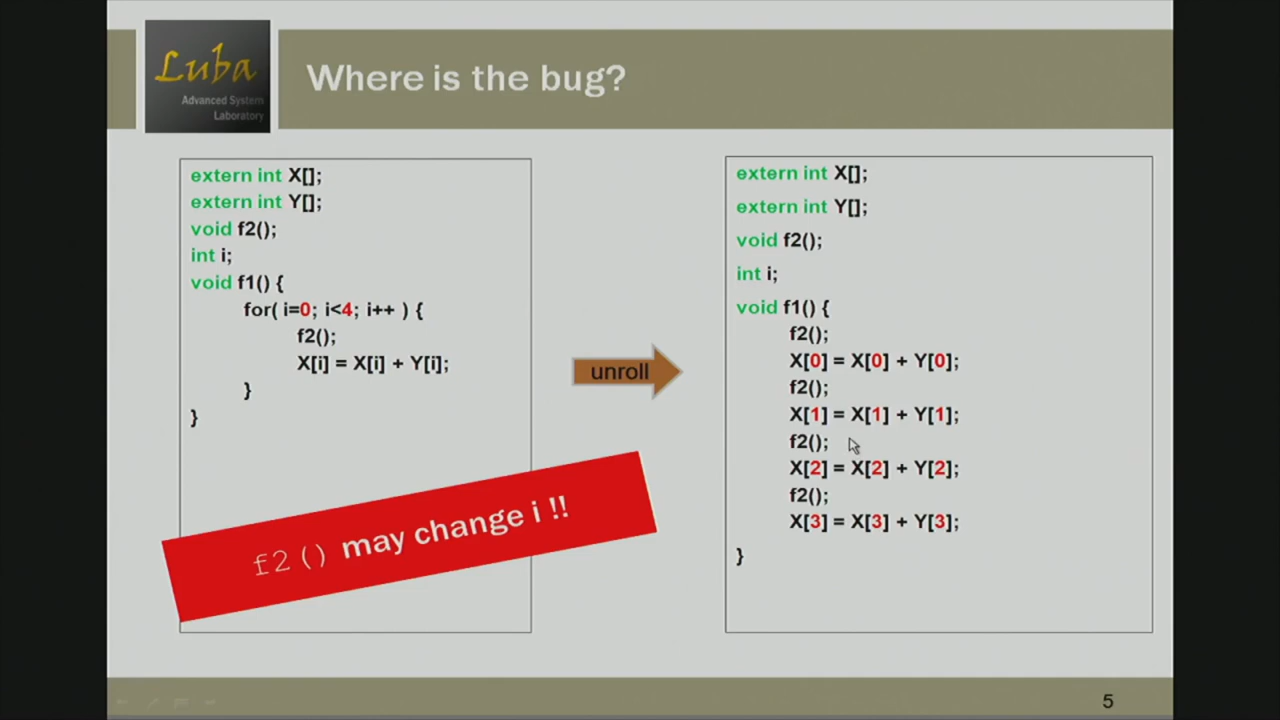 Luba
Advanced System
Laboratory
Where is the bug?
extern int X[];
extern int Y[];
void f2();
int i;
void f1() {
for( i=0; i<4; i++ ) {
f2();
X[i] = X[i] + Y[i];
}
}
f2() may change i !!
unroll
extern int X[];
extern int Y[];
void f2();
int i;
void f1() {
f2();
X[0] = X[0] + Y[0];
f2();
X[1] = X[1] + Y[1];
f2();
X[2] = X[2] + Y[2];
f2();
X[3] = X[3] + Y[3];
}
5